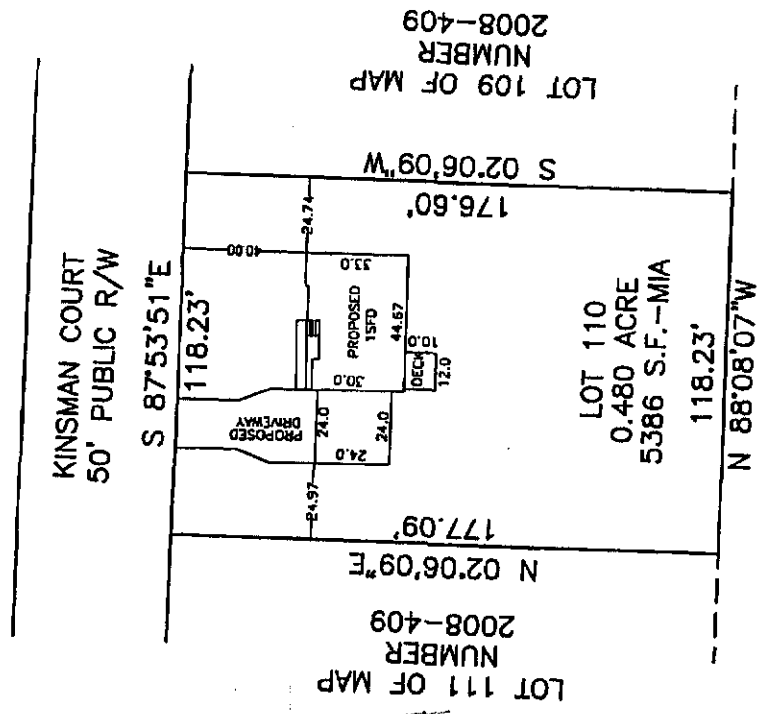 KINSMAN COURT
50' PUBLIC R/W
S 87°53'51"E
118.23'
LOT 109 OF MAP
NUMBER
2008-409
S 02°06'09"W
176.60'
24.74
40.00
33.0
PROPOSED
1SFD
44.67
30.0
10.0
DECK
12.0
PROPOSED
DRIVEWAY
24.0
24.0
24.0
24.97
177.09'
N 02°06'09"E
LOT 111 OF MAP
NUMBER
2008-409
LOT 110
0.480 ACRE
5386 S.F.-MIA
118.23'
N 88°08'07"W